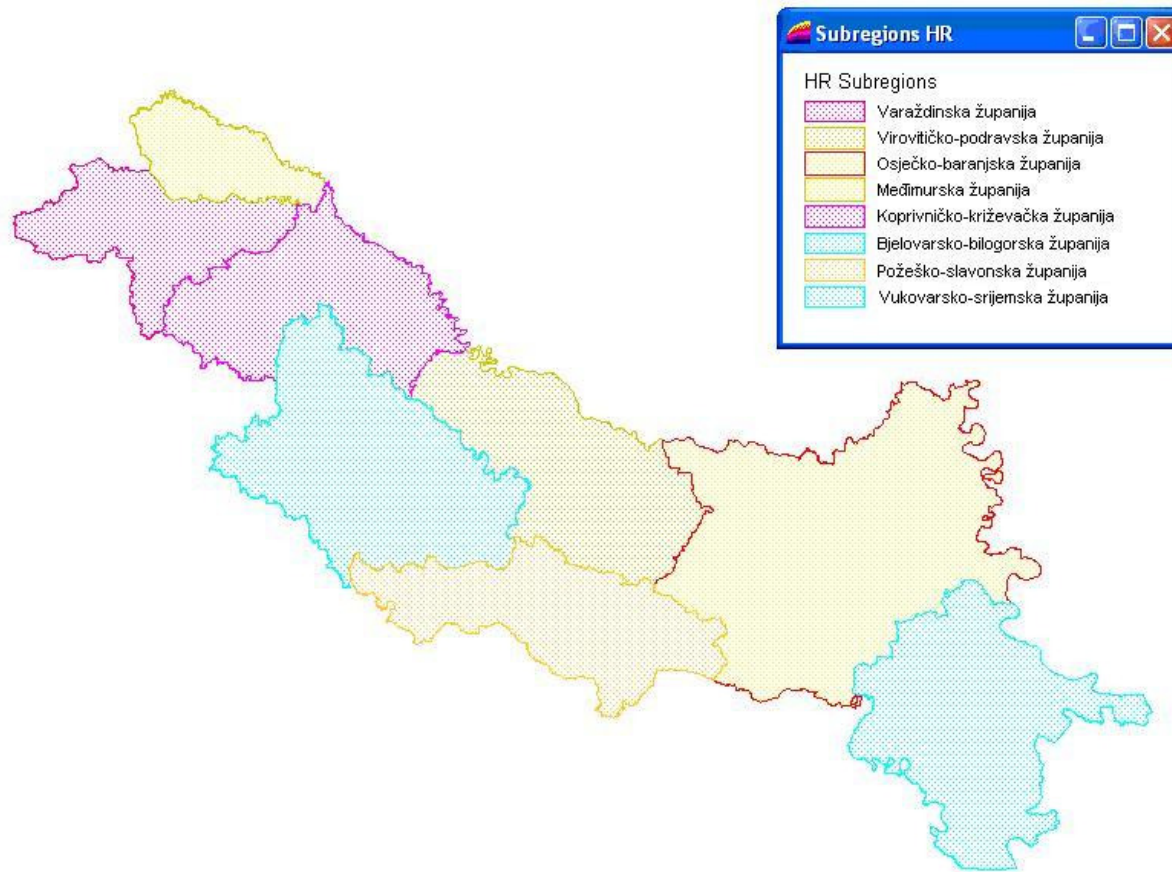 Subregions HR
HR Subregions
Varaždinska županija
Virovitičko-podravska županija
Osječko-baranjska županija
Međimurska županija
Koprivničko-križevačka županija
Bjelovarsko-bilogorska županija
Požeško-slavonska županija
Vukovarsko-srijemska županija